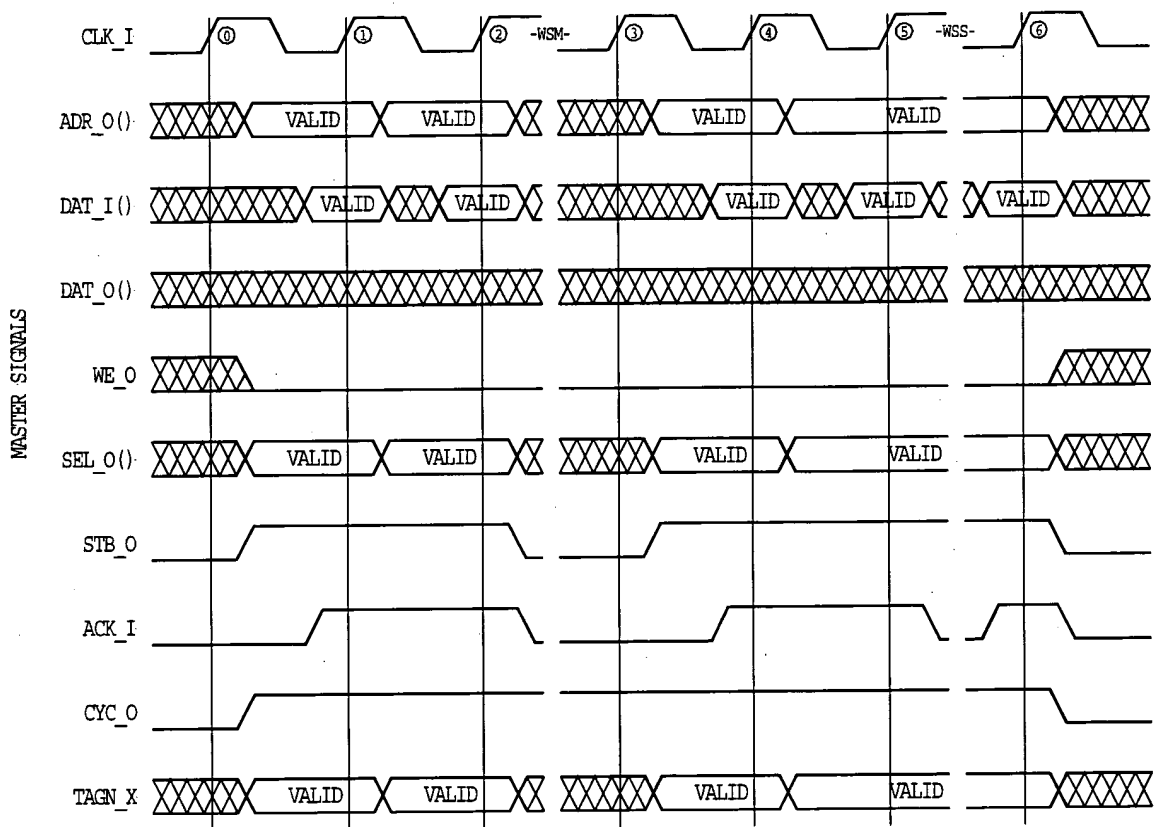 CLK_I 0 1 2 -WSM- 3 4 5 -WSS- 6
ADR_O() VALID VALID VALID VALID
DAT_I() VALID VALID VALID VALID VALID
DAT_O()
WE_O
SEL_O() VALID VALID VALID VALID
STB_O
ACK_I
CYC_O
TAGN_X VALID VALID VALID VALID
MASTER SIGNALS